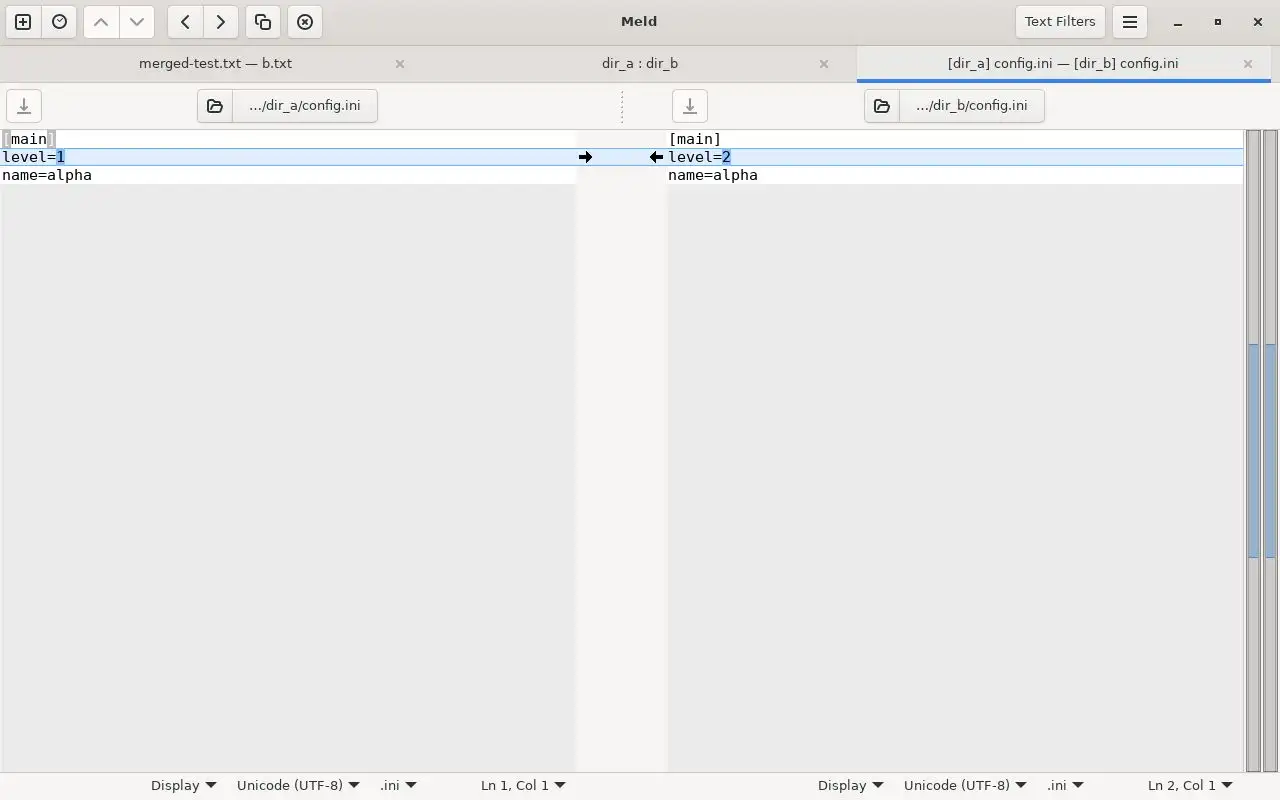 Meld
Text Filters
merged-test.txt — b.txt
dir_a : dir_b
[dir_a] config.ini — [dir_b] config.ini
.../dir_a/config.ini
.../dir_b/config.ini
[main]
level=1
name=alpha
[main]
level=2
name=alpha
Display Unicode (UTF-8) .ini Ln 1, Col 1
Display Unicode (UTF-8) .ini Ln 2, Col 1